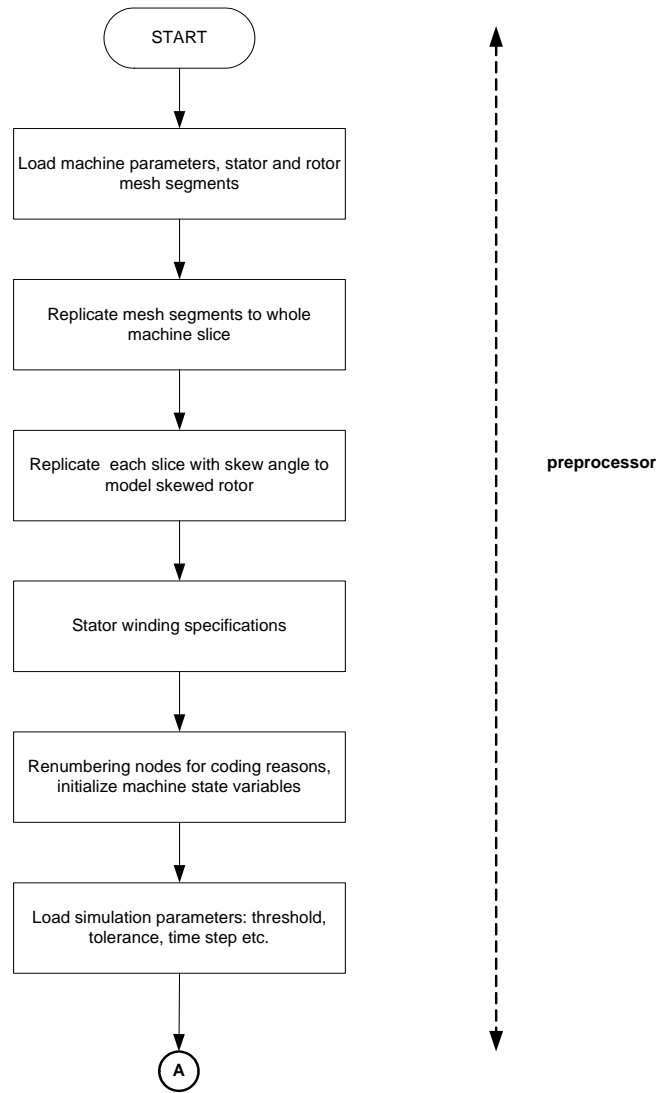 START
Load machine parameters, stator and rotor
mesh segments
Replicate mesh segments to whole
machine slice
Replicate each slice with skew angle to
model skewed rotor
preprocessor
Stator winding specifications
Renumbering nodes for coding reasons,
initialize machine state variables
Load simulation parameters: threshold,
tolerance, time step etc.
A